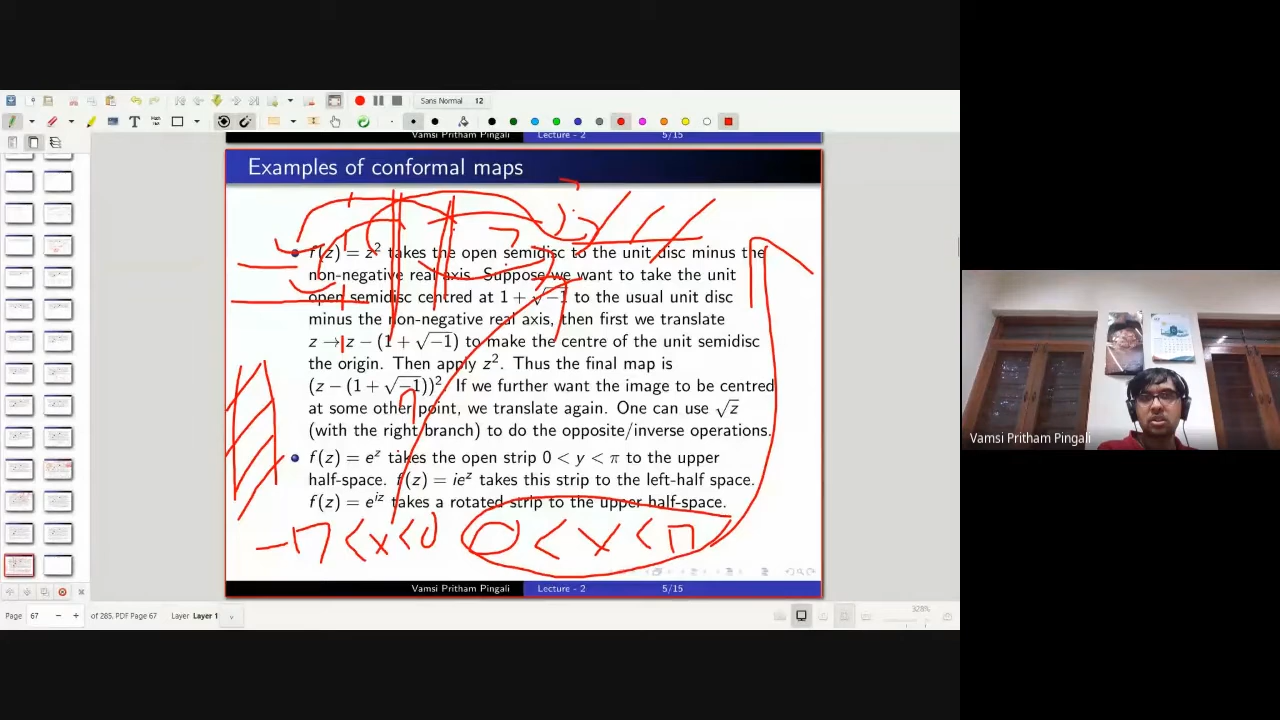 Sans Normal 12
Vamsi Pritham Pingali Lecture - 2 5/15
Examples of conformal maps
f(z) = z² takes the open semidisc to the unit disc minus the
non-negative real axis. Suppose we want to take the unit
open semidisc centred at 1 + √−1 to the usual unit disc
minus the non-negative real axis, then first we translate
z → z − (1 + √−1) to make the centre of the unit semidisc
the origin. Then apply z². Thus the final map is
(z − (1 + √−1))². If we further want the image to be centred
at some other point, we translate again. One can use √z
(with the right branch) to do the opposite/inverse operations.
f(z) = eᶻ takes the open strip 0 < y < π to the upper
half-space. f(z) = ieᶻ takes this strip to the left-half space.
f(z) = eⁱᶻ takes a rotated strip to the upper half-space.
−π < x < 0 0 < x < π
Vamsi Pritham Pingali Lecture - 2 5/15
Page 67 of 285, PDF Page 67 Layer Layer 1 328%
Vamsi Pritham Pingali